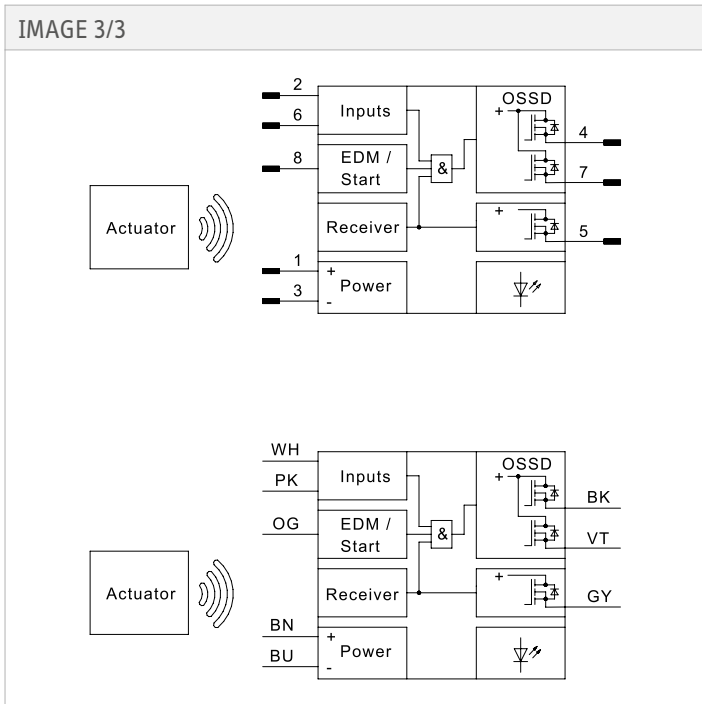 IMAGE 3/3
2
OSSD
Inputs
+
6
4
8
EDM /
Start
&
7
Actuator
Receiver
+
5
1
+
Power
3
-
WH
OSSD
Inputs
+
PK
BK
OG
EDM /
Start
&
VT
Actuator
Receiver
+
GY
BN
+
Power
BU
-